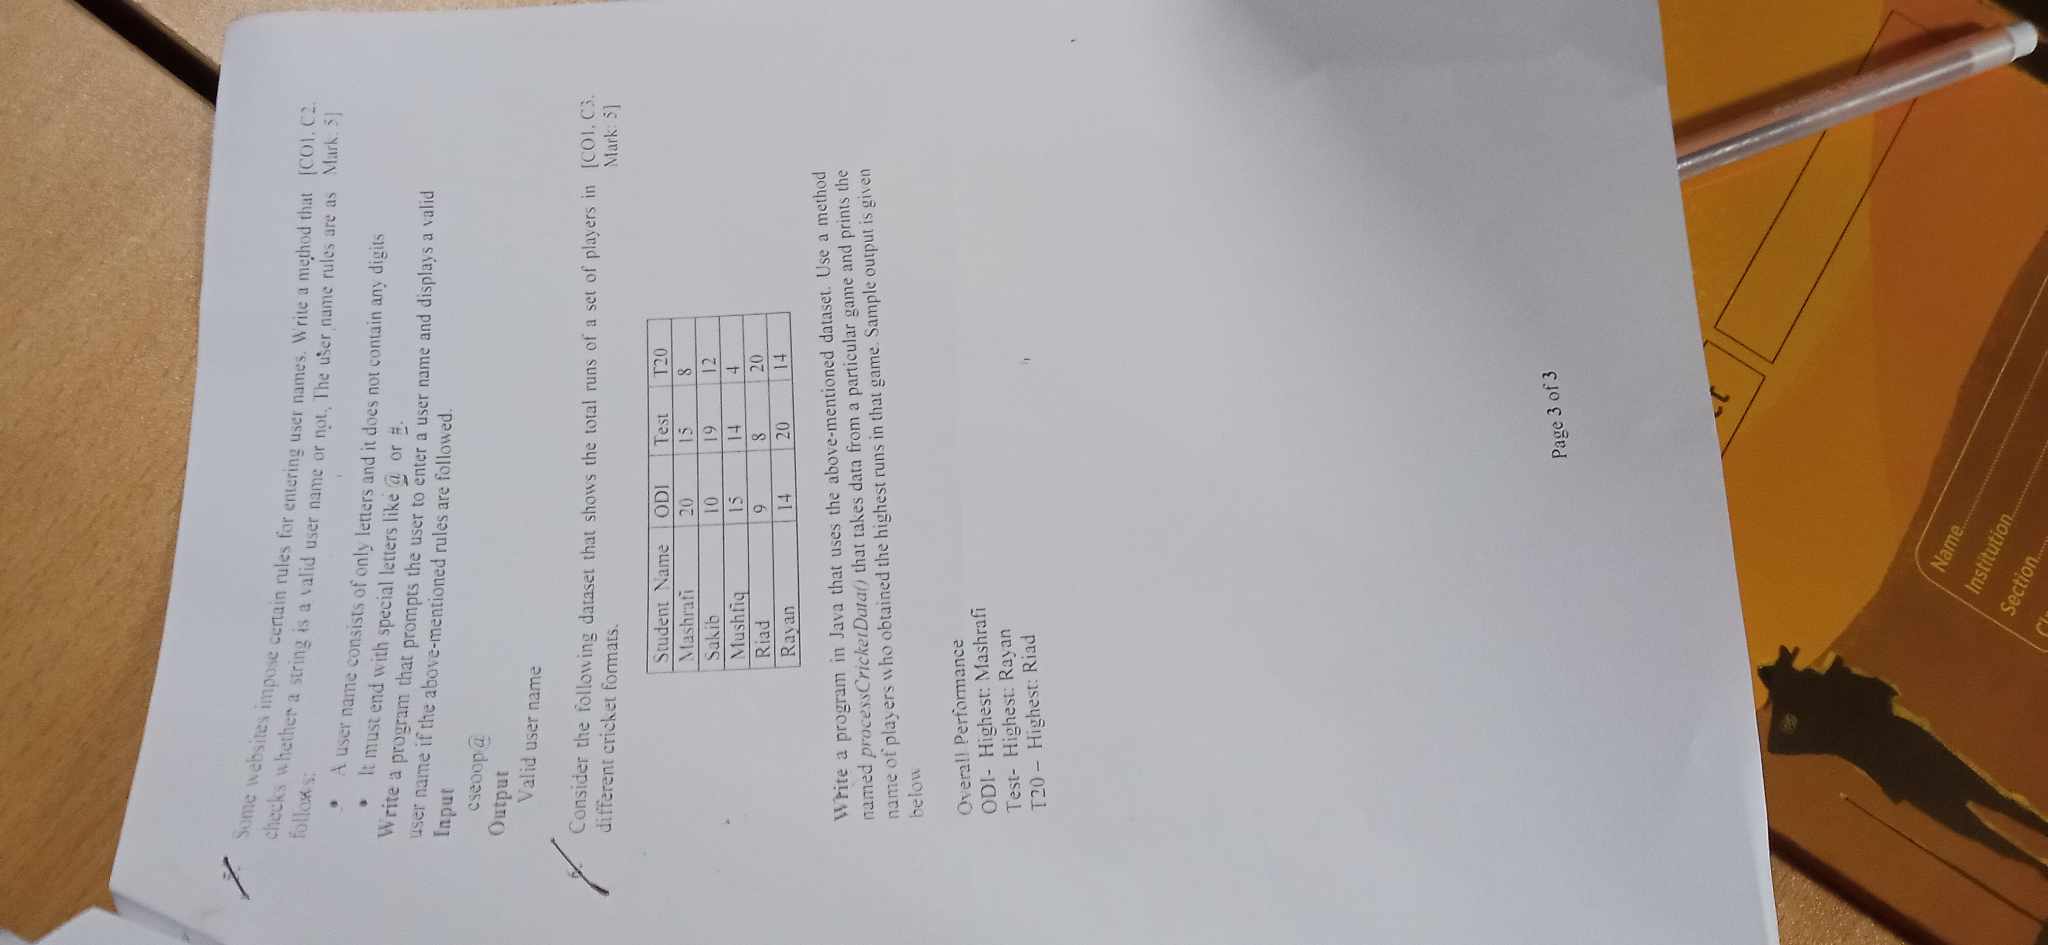 5. Some websites impose certain rules for entering user names. Write a method that [CO1, C2,
checks whether a string is a valid user name or not. The user name rules are as Mark: 5]
follows:
• A user name consists of only letters and it does not contain any digits
• It must end with special letters like @ or #.
Write a program that prompts the user to enter a user name and displays a valid
user name if the above-mentioned rules are followed.
Input
cseoop@
Output
Valid user name
6. Consider the following dataset that shows the total runs of a set of players in [CO1, C3,
different cricket formats. Mark: 5]
Student Name ODI Test T20
Mashrafi 20 15 8
Sakib 10 19 12
Mushfiq 15 14 4
Riad 9 8 20
Rayan 14 20 14
Write a program in Java that uses the above-mentioned dataset. Use a method
named processCricketData() that takes data from a particular game and prints the
name of players who obtained the highest runs in that game. Sample output is given
below
Overall Performance
ODI- Highest: Mashrafi
Test- Highest: Rayan
T20 – Highest: Riad
Page 3 of 3
Name
Institution
Section